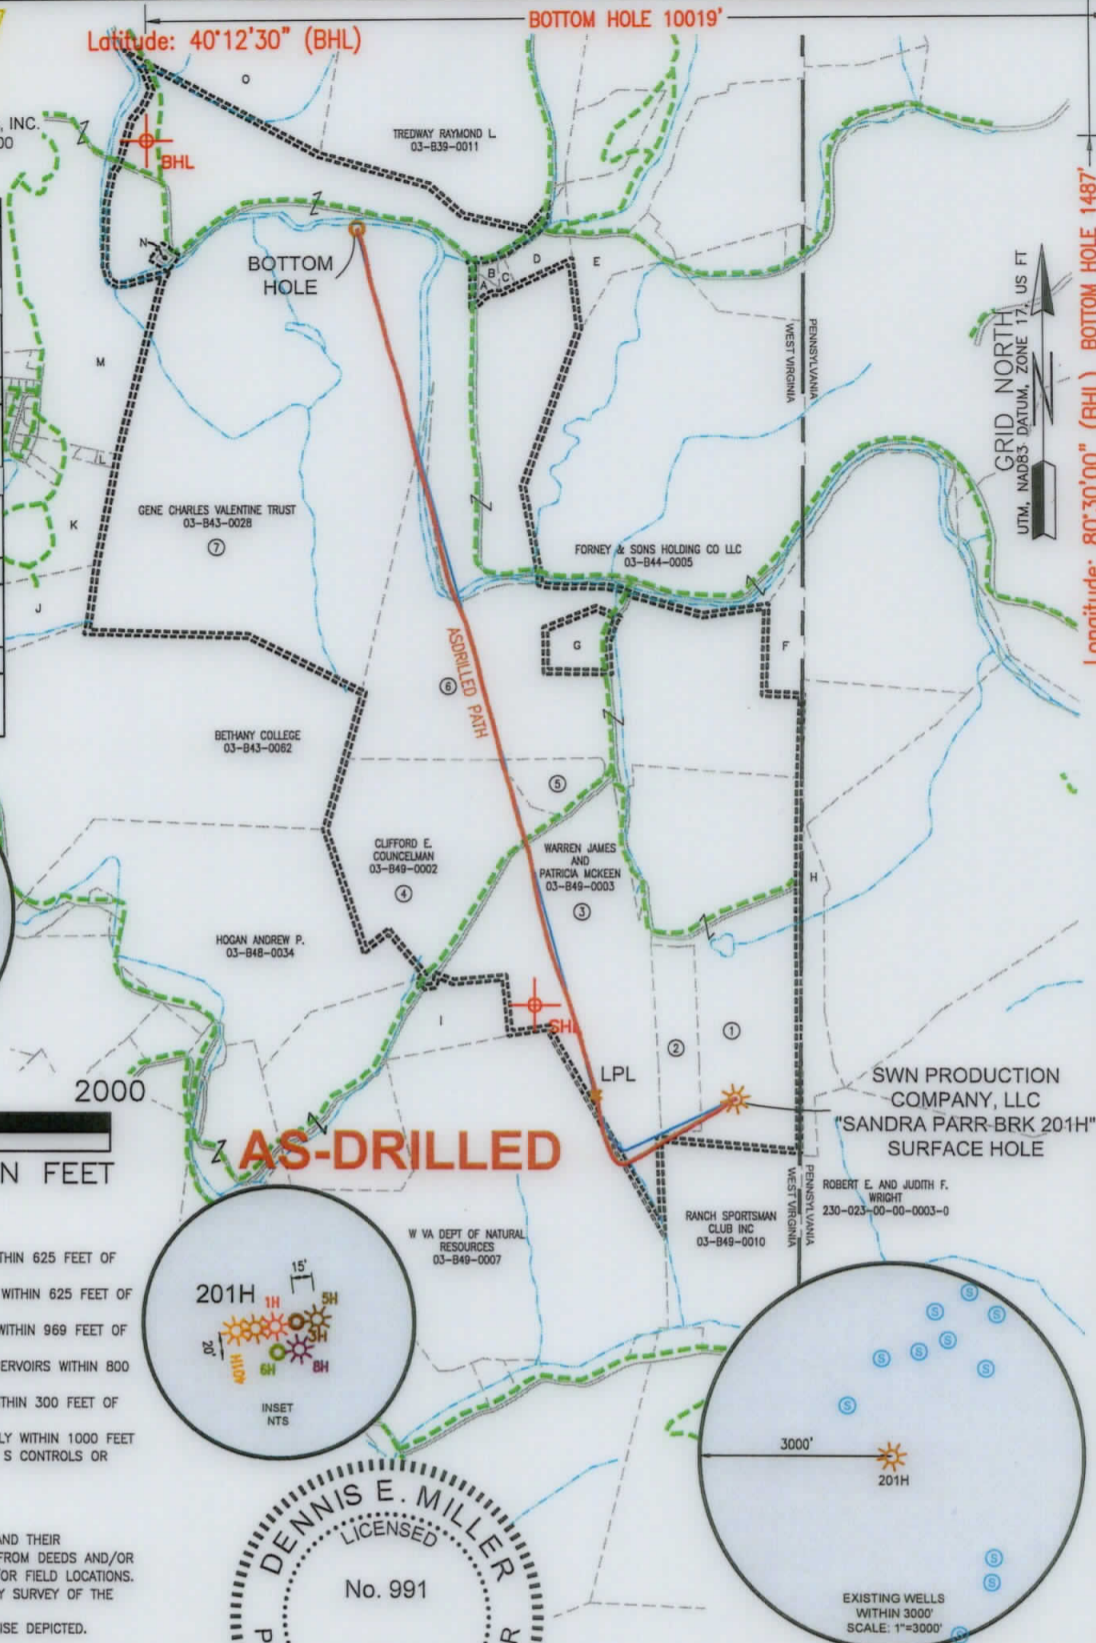 BOTTOM HOLE 10019'
Latitude: 40°12'30" (BHL)
, INC.
00
O
TREDWAY RAYMOND L.
03-B39-0011
BHL
Z
Z
N
BOTTOM
HOLE
A
B
C
D
E
M
BOTTOM HOLE 1487'
Longitude: 80°30'00" (BHL)
GRID NORTH
UTM, NAD83 DATUM, ZONE 17, US FT
N
WEST VIRGINIA
PENNSYLVANIA
L
GENE CHARLES VALENTINE TRUST
03-B43-0028
7
K
Z
FORNEY & SONS HOLDING CO LLC
03-B44-0005
Z
J
G
F
ASDRILLED PATH
6
Z
BETHANY COLLEGE
03-B43-0062
5
CLIFFORD E.
COUNCELMAN
03-B49-0002
4
WARREN JAMES
AND
PATRICIA MCKEEN
03-B49-0003
3
H
Z
HOGAN ANDREW P.
03-B48-0034
I
SHL
1
2
LPL
2000
N FEET
SWN PRODUCTION
COMPANY, LLC
"SANDRA PARR BRK 201H"
SURFACE HOLE
Z
Z
AS-DRILLED
WEST VIRGINIA
PENNSYLVANIA
ROBERT E. AND JUDITH F.
WRIGHT
230-023-00-00-0003-0
RANCH SPORTSMAN
CLUB INC
03-B49-0010
W VA DEPT OF NATURAL
RESOURCES
03-B49-0007
THIN 625 FEET OF
WITHIN 625 FEET OF
WITHIN 969 FEET OF
ERVOIRS WITHIN 800
THIN 300 FEET OF
LY WITHIN 1000 FEET
S CONTROLS OR
201H
15'
1H
5H
3H
20'
401H
6H
8H
INSET
NTS
S
S
S
S
S
S
S
S
3000'
201H
S
S
S
EXISTING WELLS
WITHIN 3000'
SCALE: 1"=3000'
AND THEIR
FROM DEEDS AND/OR
OR FIELD LOCATIONS.
Y SURVEY OF THE
ISE DEPICTED.
DENNIS E. MILLER
LICENSED
No. 991
P
R